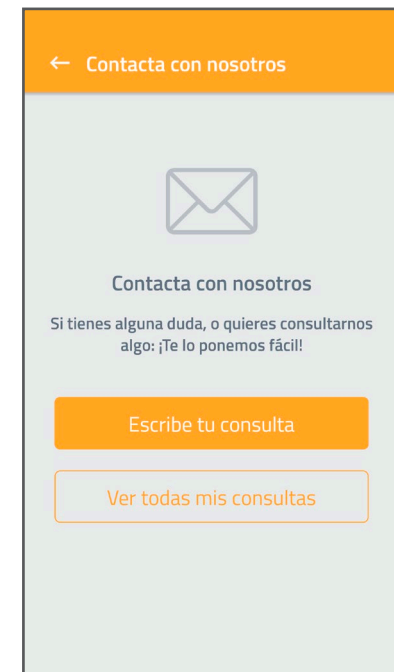 Contacta con nosotros
Contacta con nosotros
Si tienes alguna duda, o quieres consultarnos
algo: ¡Te lo ponemos fácil!
Escribe tu consulta
Ver todas mis consultas